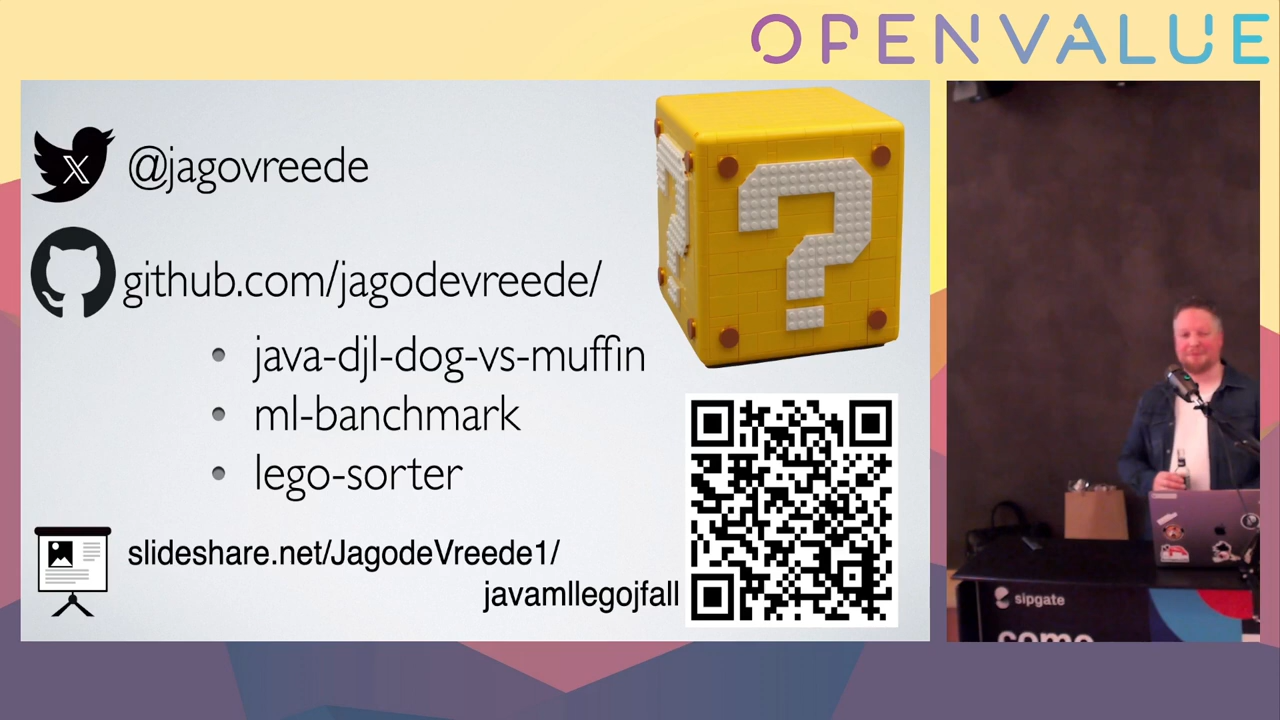 OPENVALUE
@jagovreede
github.com/jagodevreede/
• java-djl-dog-vs-muffin
• ml-banchmark
• lego-sorter
slideshare.net/JagodeVreede1/
javamllegojfall
?
sipgate
come